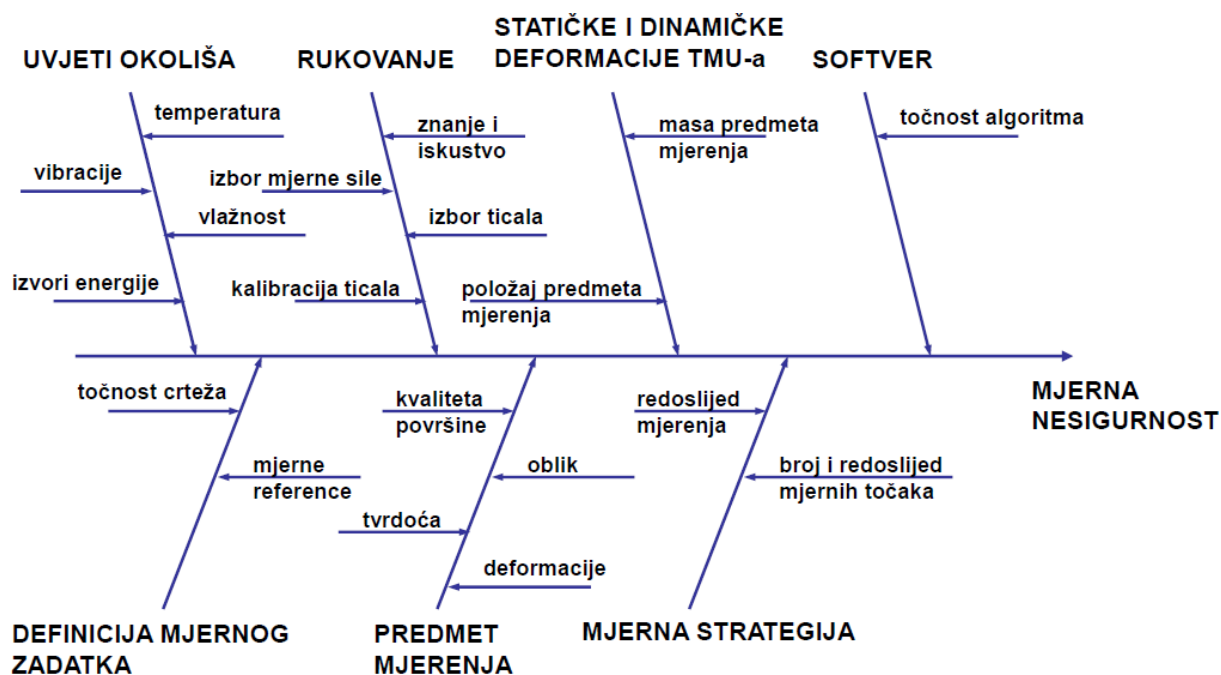 STATIČKE I DINAMIČKE
DEFORMACIJE TMU-a
UVJETI OKOLIŠA
RUKOVANJE
SOFTVER
temperatura
vibracije
vlažnost
izvori energije
znanje i
iskustvo
izbor mjerne sile
izbor ticala
kalibracija ticala
masa predmeta
mjerenja
položaj predmeta
mjerenja
točnost algoritma
MJERNA
NESIGURNOST
točnost crteža
mjerne
reference
kvaliteta
površine
oblik
tvrdoća
deformacije
redoslijed
mjerenja
broj i redoslijed
mjernih točaka
DEFINICIJA MJERNOG
ZADATKA
PREDMET
MJERENJA
MJERNA STRATEGIJA